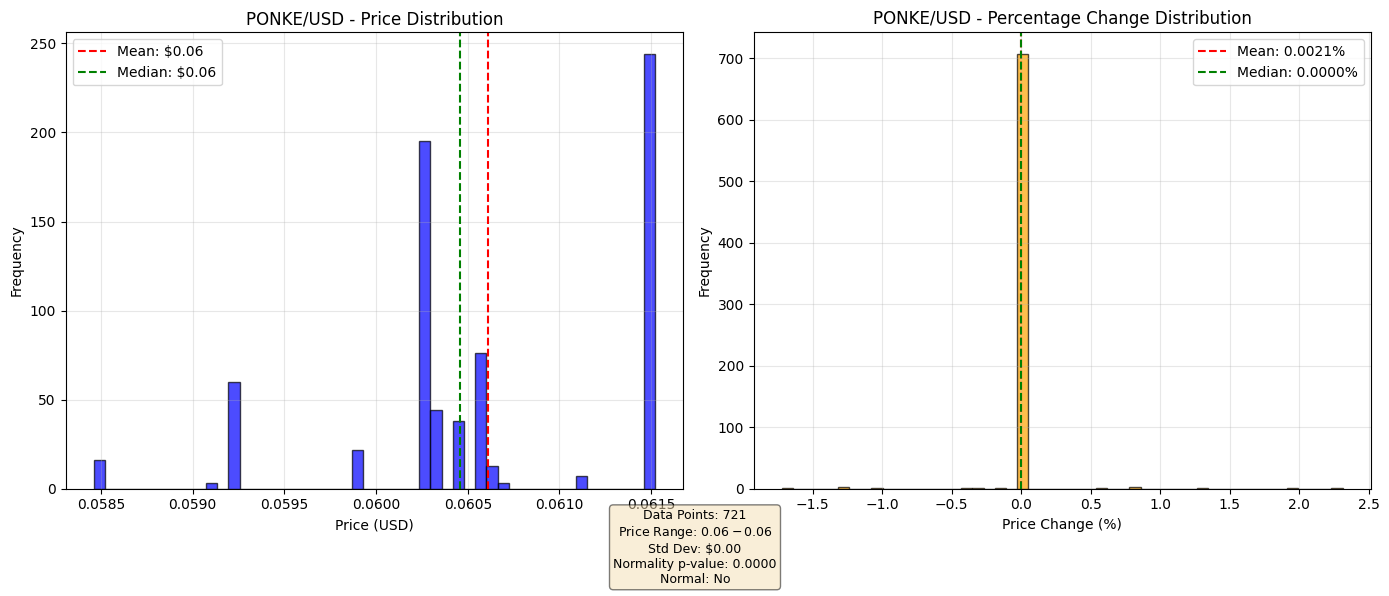 PONKE/USD - Price Distribution
Mean: $0.06
Median: $0.06
250
200
150
100
50
0
Frequency
0.0585 0.0590 0.0595 0.0600 0.0605 0.0610 0.0615
Price (USD)
PONKE/USD - Percentage Change Distribution
Mean: 0.0021%
Median: 0.0000%
700
600
500
400
300
200
100
0
Frequency
−1.5 −1.0 −0.5 0.0 0.5 1.0 1.5 2.0 2.5
Price Change (%)
Data Points: 721
Price Range: 0.06 − 0.06
Std Dev: $0.00
Normality p-value: 0.0000
Normal: No